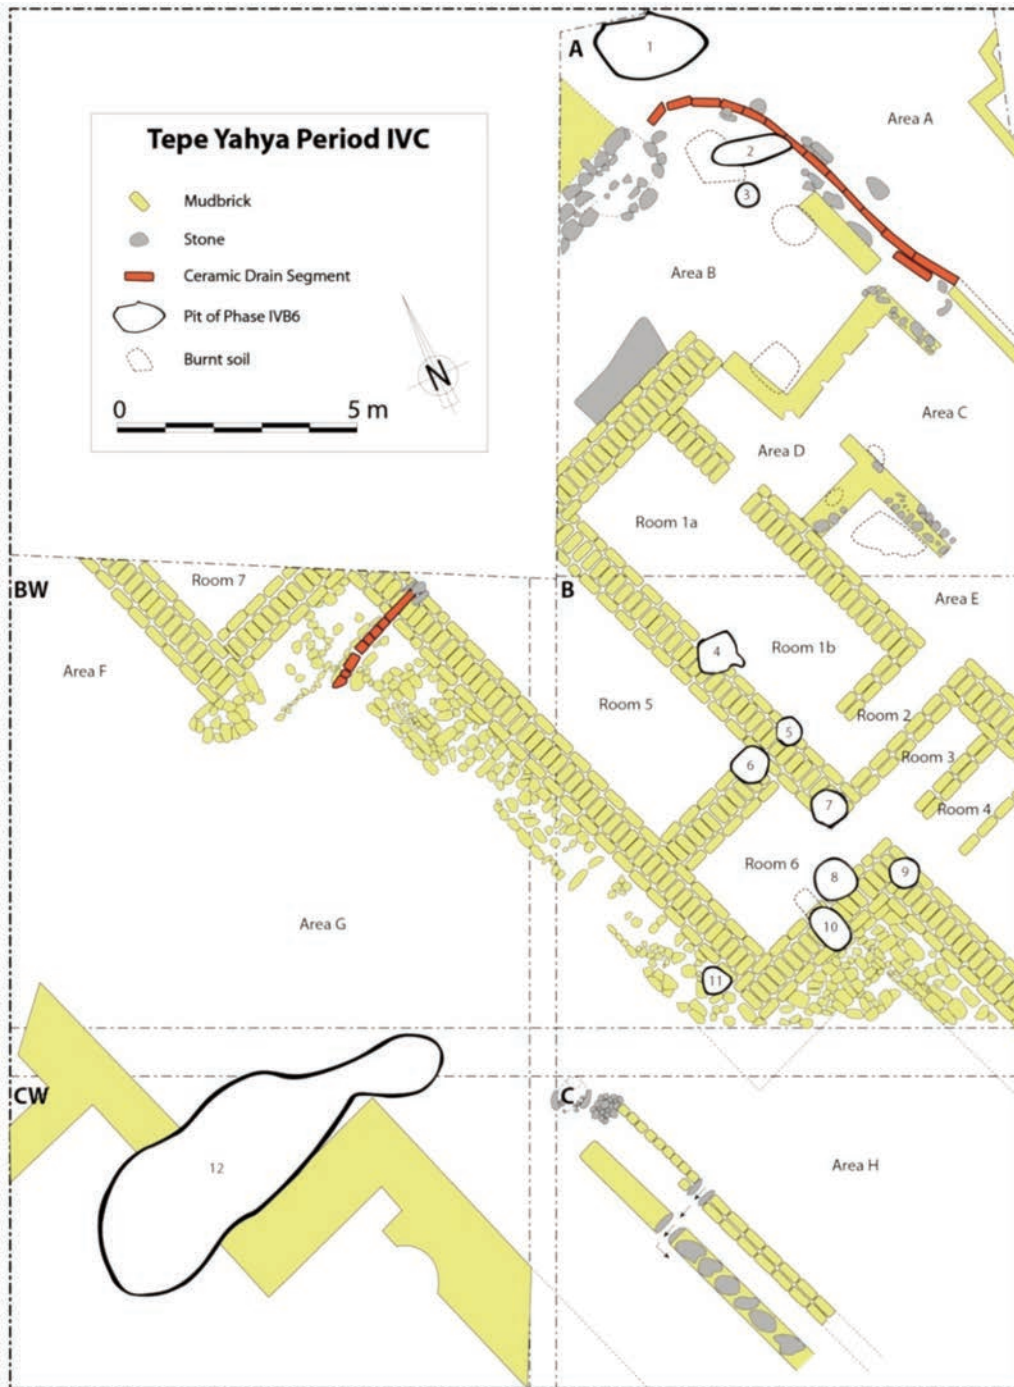 A
1
Area A
Tepe Yahya Period IVC
Mudbrick
Stone
Ceramic Drain Segment
Pit of Phase IVB6
Burnt soil
N
0 5 m
2
3
Area B
Area C
Area D
Room 1a
BW
Room 7
B
Area E
Area F
4
Room 1b
Room 5
Room 2
5
6
Room 3
7
Room 4
Room 6
8
9
10
Area G
11
CW
C
12
Area H